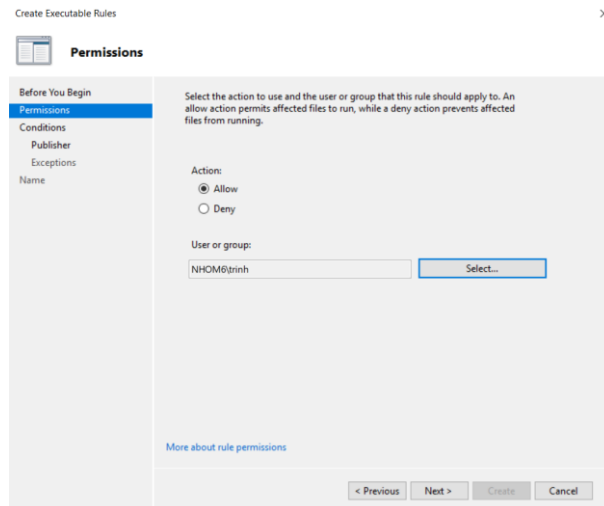 Create Executable Rules
Permissions
Before You Begin
Permissions
Conditions
Publisher
Exceptions
Name
Select the action to use and the user or group that this rule should apply to. An
allow action permits affected files to run, while a deny action prevents affected
files from running.
Action:
Allow
Deny
User or group:
NHOM6\trinh
Select...
More about rule permissions
< Previous
Next >
Create
Cancel